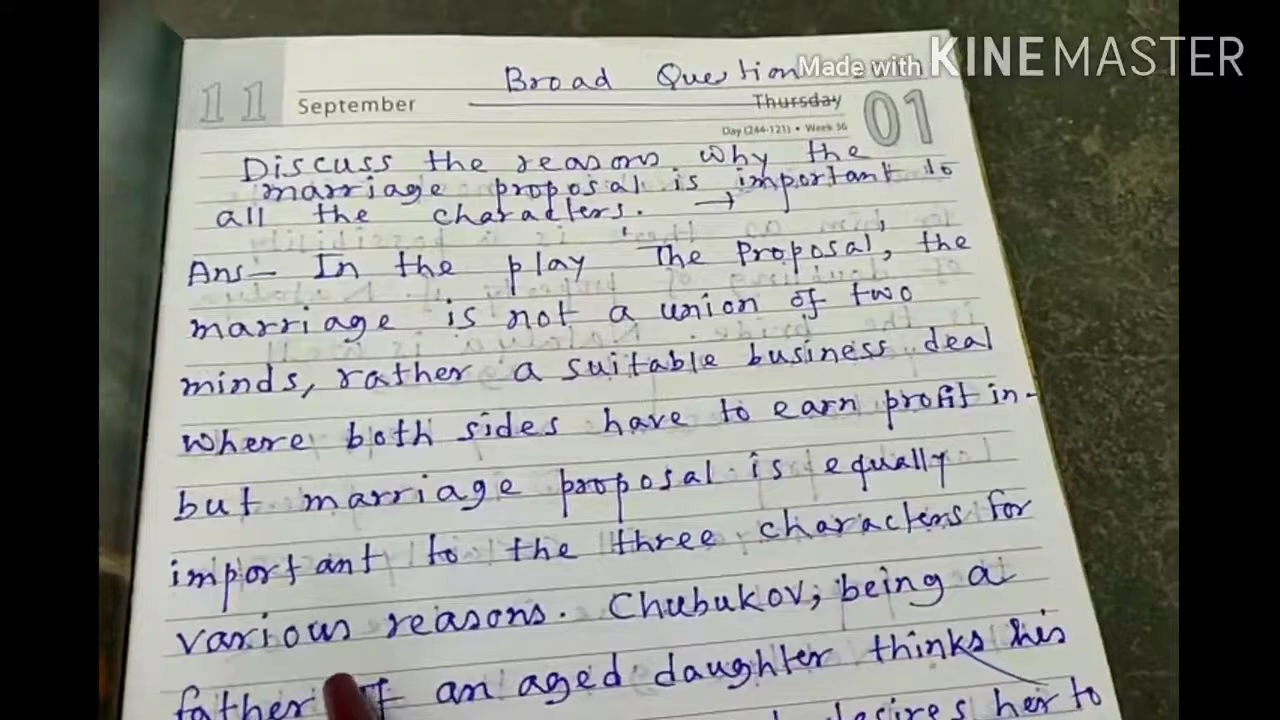 Made with KINEMASTER
Broad Question
11 September Thursday 01
Day (244-121) • Week 36
Discuss the reasons why the
marriage proposal is important to
all the characters. →
Ans— In the play 'The Proposal', the
marriage is not a union of two
minds, rather a suitable business deal
where both sides have to earn profit in-
but marriage proposal is equally
important to the three characters for
various reasons. Chubukov, being a
father of an aged daughter thinks his
desires her to